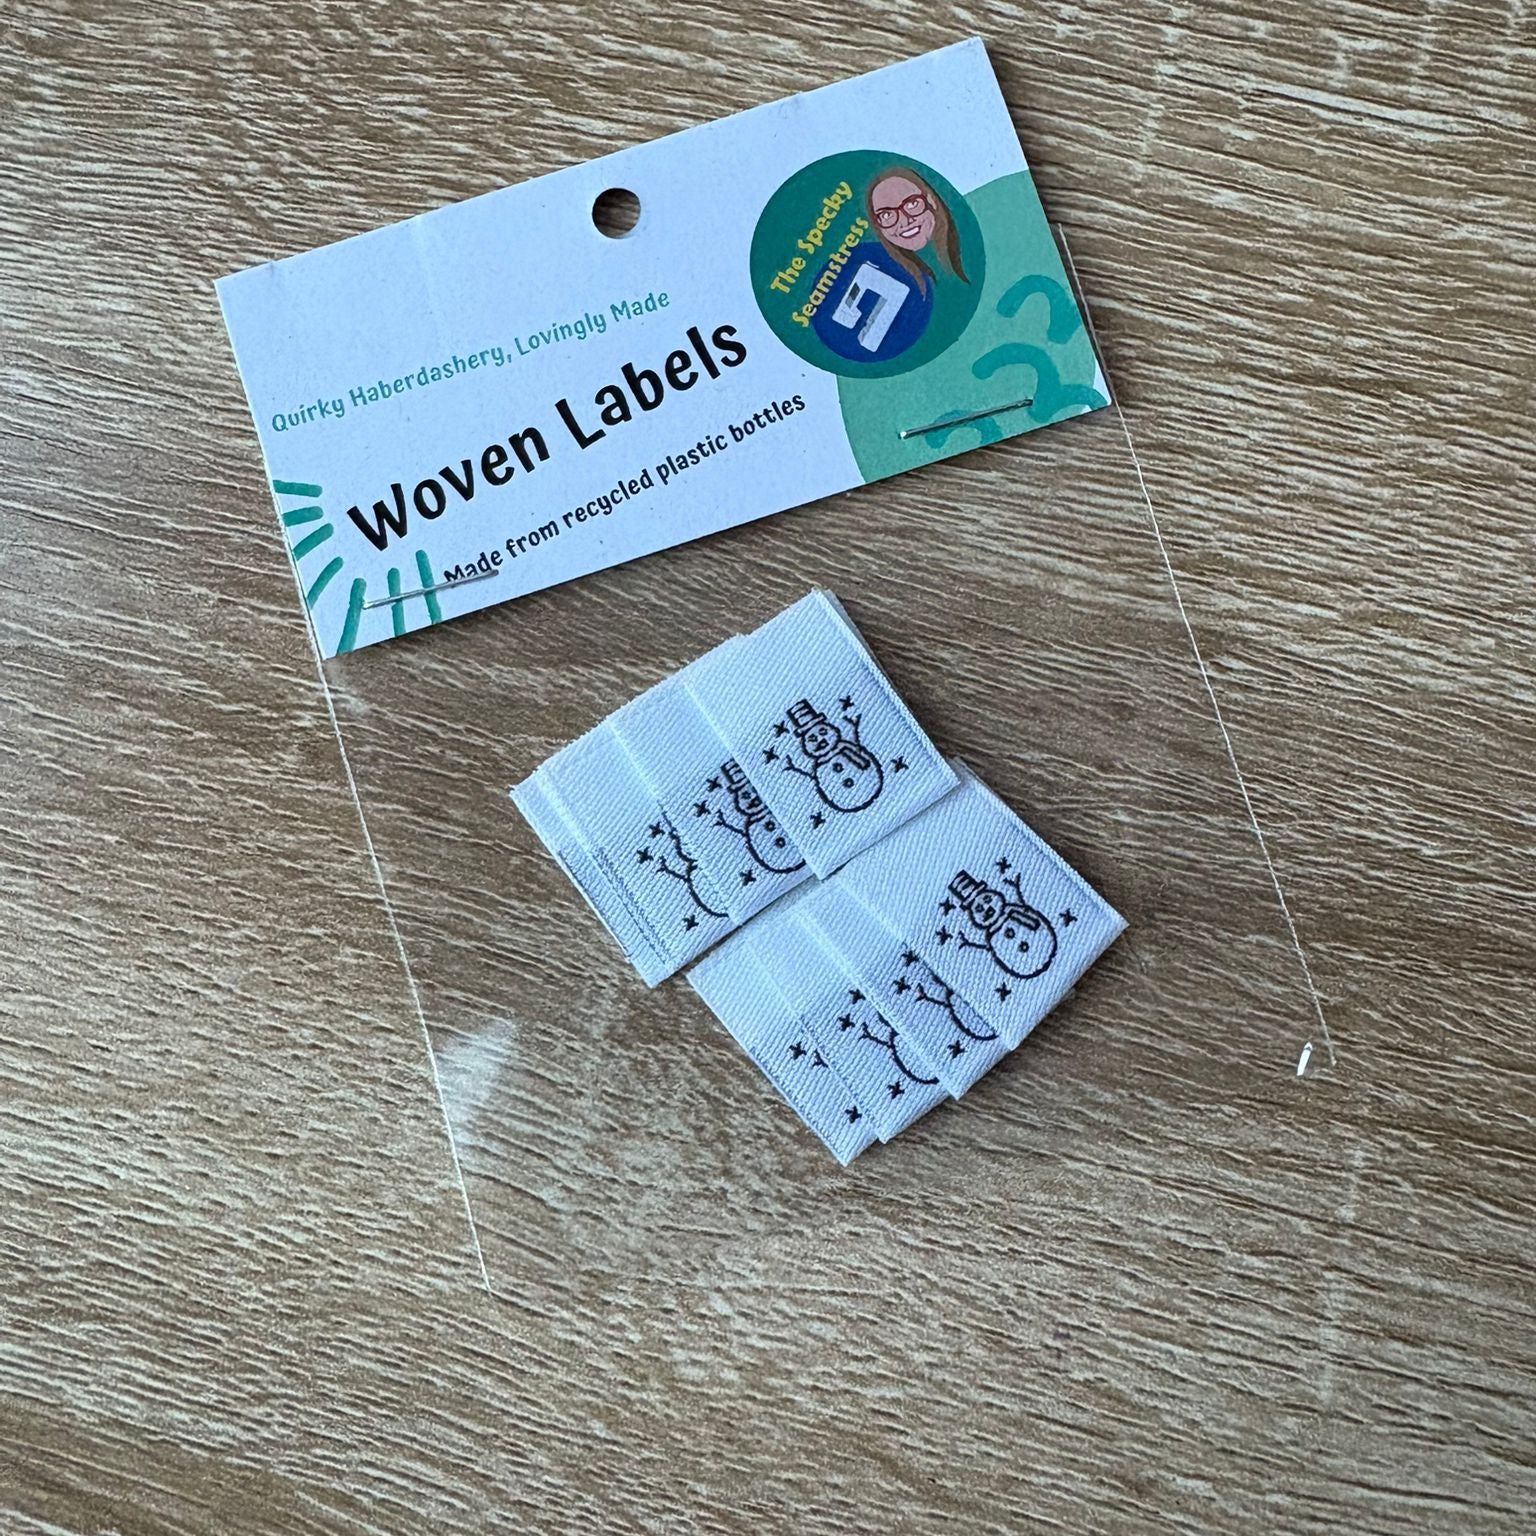 The Specky
Seamstress
Quirky Haberdashery, Lovingly Made
Woven Labels
Made from recycled plastic bottles